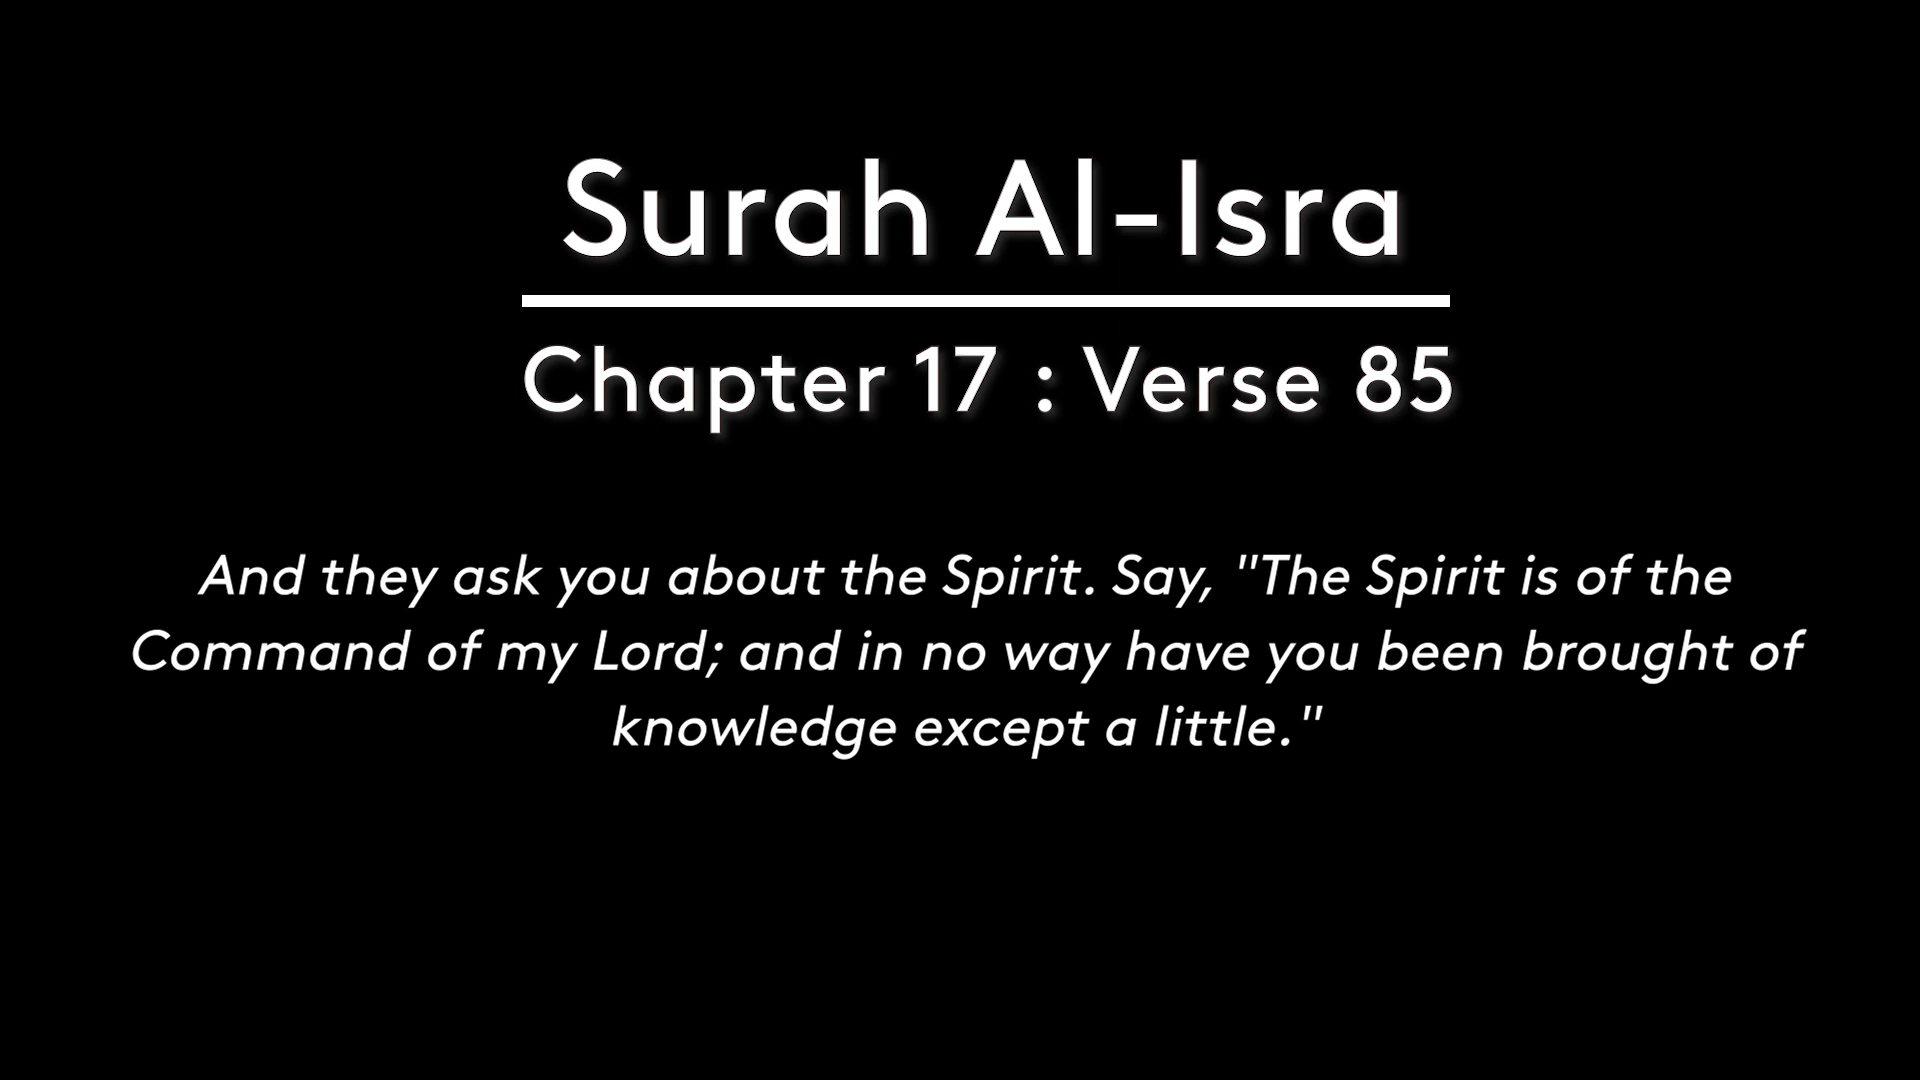 Surah Al-Isra
Chapter 17 : Verse 85
And they ask you about the Spirit. Say, "The Spirit is of the
Command of my Lord; and in no way have you been brought of
knowledge except a little."